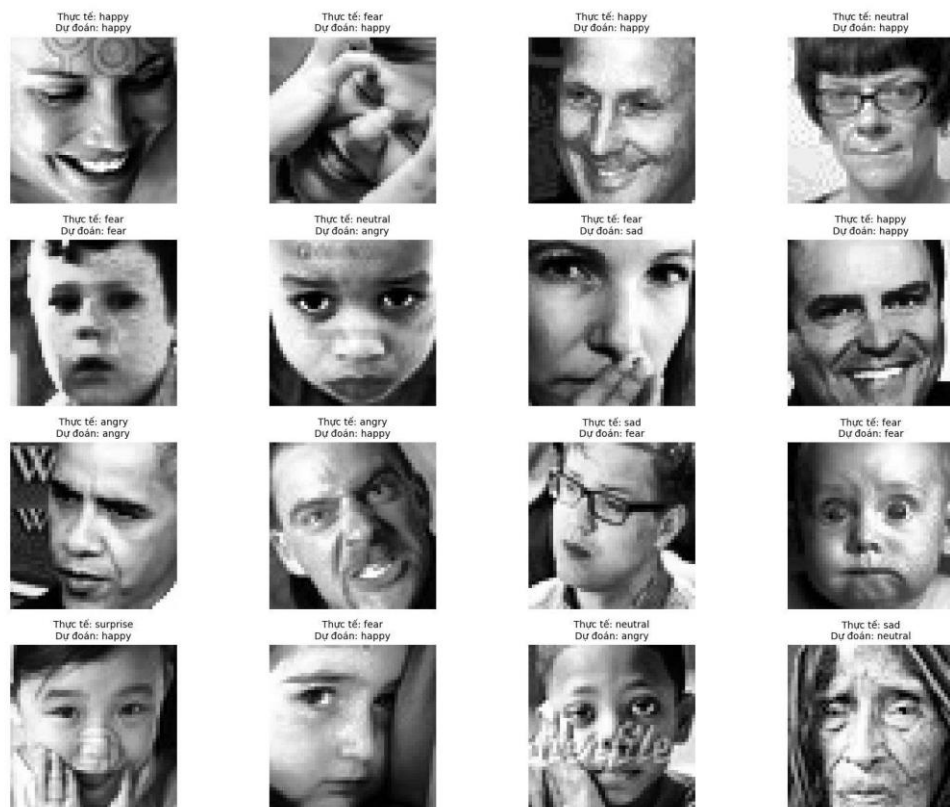 Thực tế: happy
Dự đoán: happy
Thực tế: fear
Dự đoán: happy
Thực tế: happy
Dự đoán: happy
Thực tế: neutral
Dự đoán: happy
Thực tế: fear
Dự đoán: fear
Thực tế: neutral
Dự đoán: angry
Thực tế: fear
Dự đoán: sad
Thực tế: happy
Dự đoán: happy
Thực tế: angry
Dự đoán: angry
W
W
Thực tế: angry
Dự đoán: happy
Thực tế: sad
Dự đoán: fear
Thực tế: fear
Dự đoán: fear
Thực tế: surprise
Dự đoán: happy
Thực tế: fear
Dự đoán: happy
Thực tế: neutral
Dự đoán: angry
Thực tế: sad
Dự đoán: neutral